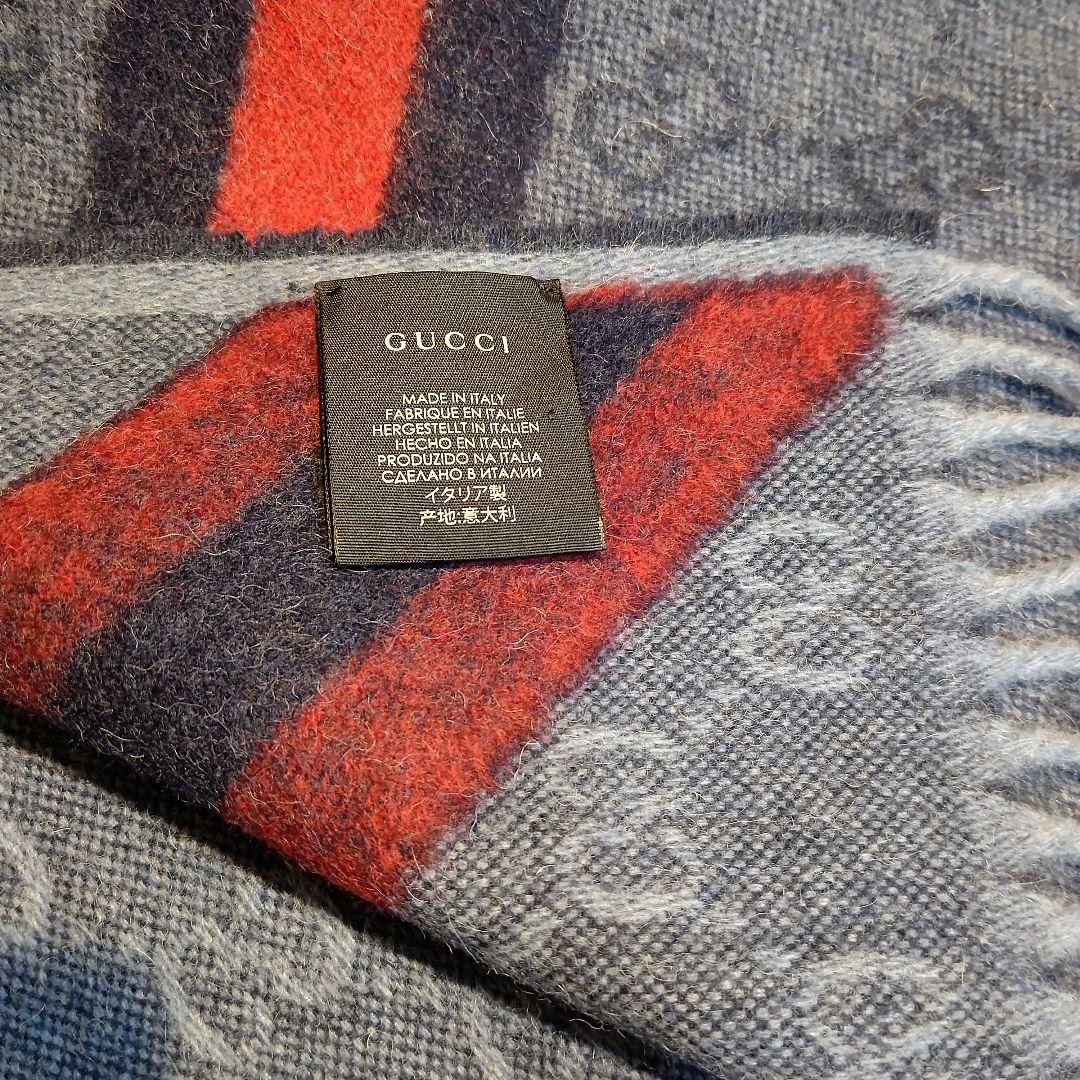 GUCCI
MADE IN ITALY
FABRIQUE EN ITALIE
HERGESTELLT IN ITALIEN
HECHO EN ITALIA
PRODUZIDO NA ITALIA
СДЕЛАНО В ИТАЛИИ
イタリア製
产地:意大利